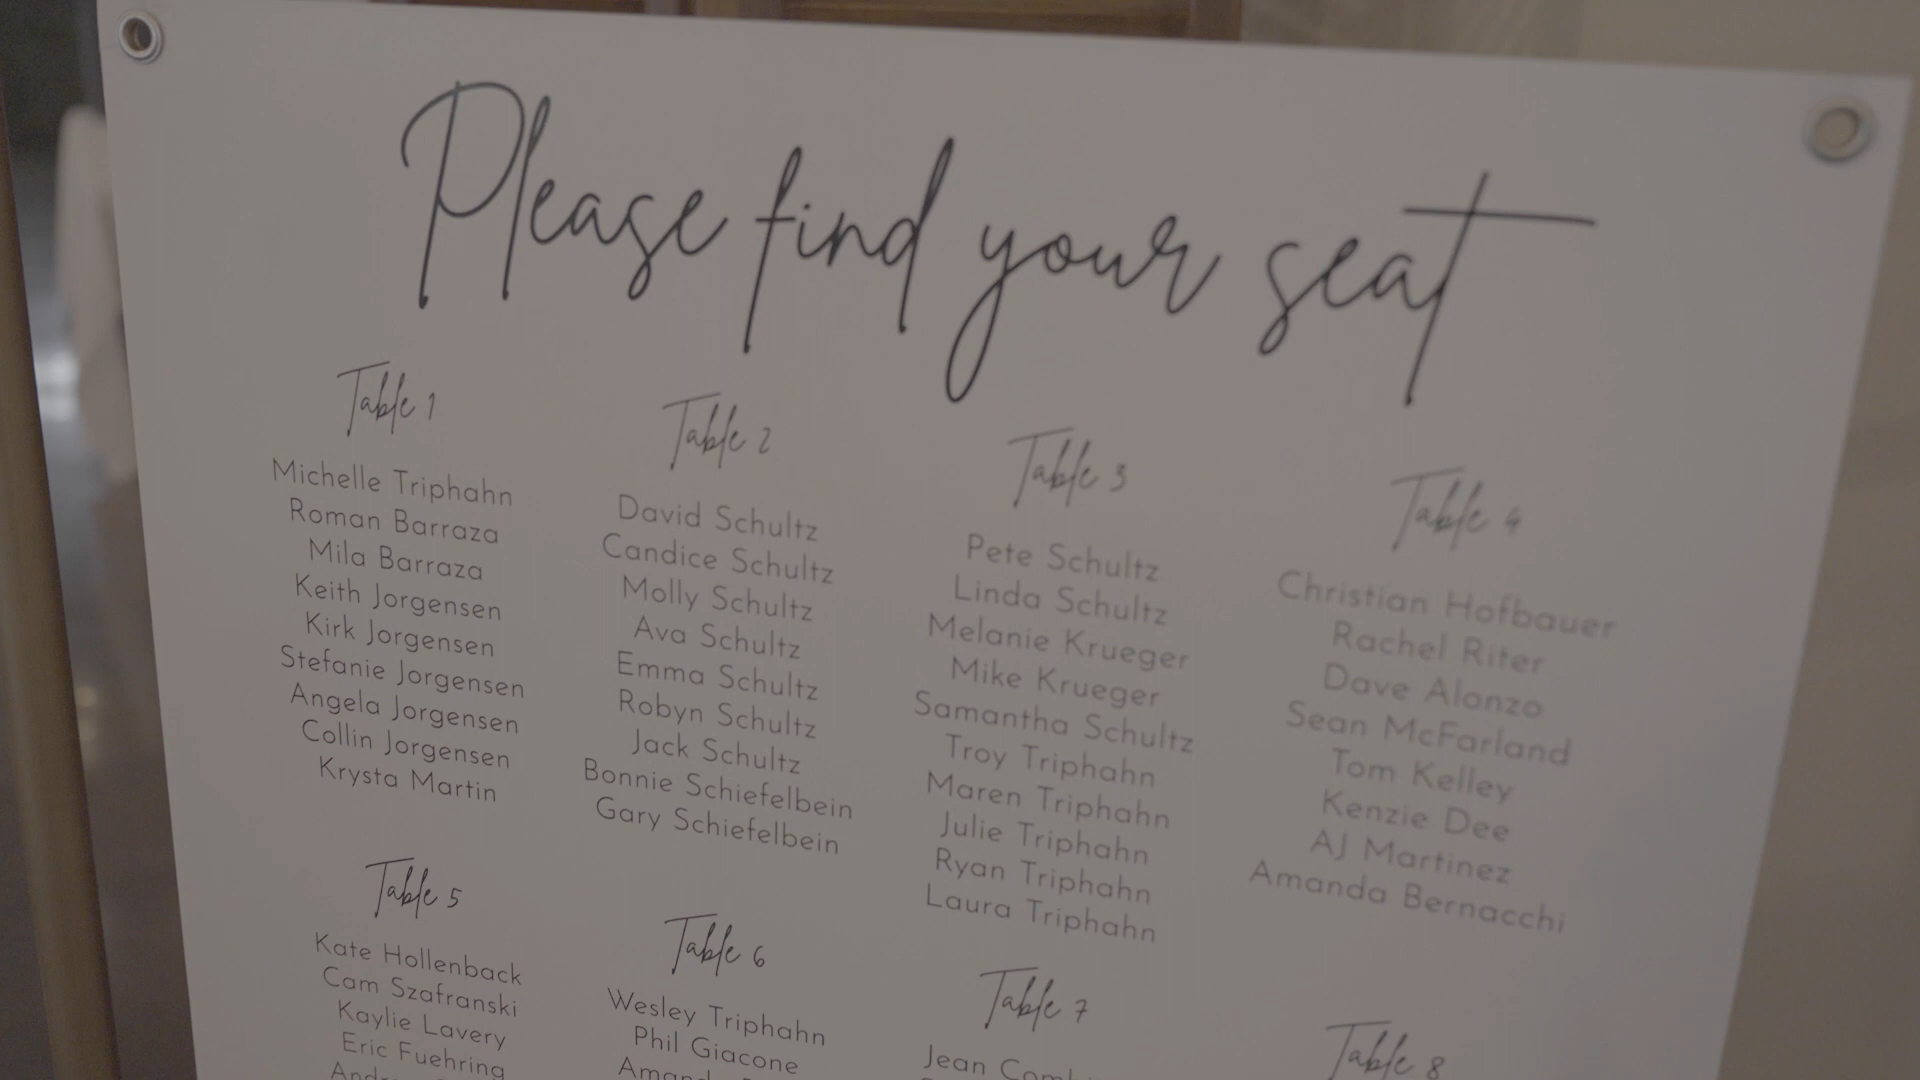 Please find your seat
Table 1
Michelle Triphahn
Roman Barraza
Mila Barraza
Keith Jorgensen
Kirk Jorgensen
Stefanie Jorgensen
Angela Jorgensen
Collin Jorgensen
Krysta Martin
Table 2
David Schultz
Candice Schultz
Molly Schultz
Ava Schultz
Emma Schultz
Robyn Schultz
Jack Schultz
Bonnie Schiefelbein
Gary Schiefelbein
Table 3
Pete Schultz
Linda Schultz
Melanie Krueger
Mike Krueger
Samantha Schultz
Troy Triphahn
Maren Triphahn
Julie Triphahn
Ryan Triphahn
Laura Triphahn
Table 4
Christian Hofbauer
Rachel Riter
Dave Alonzo
Sean McFarland
Tom Kelley
Kenzie Dee
AJ Martinez
Amanda Bernacchi
Table 5
Kate Hollenback
Cam Szafranski
Kaylie Lavery
Eric Fuehring
Table 6
Wesley Triphahn
Phil Giacone
Table 7
Jean
Table 8